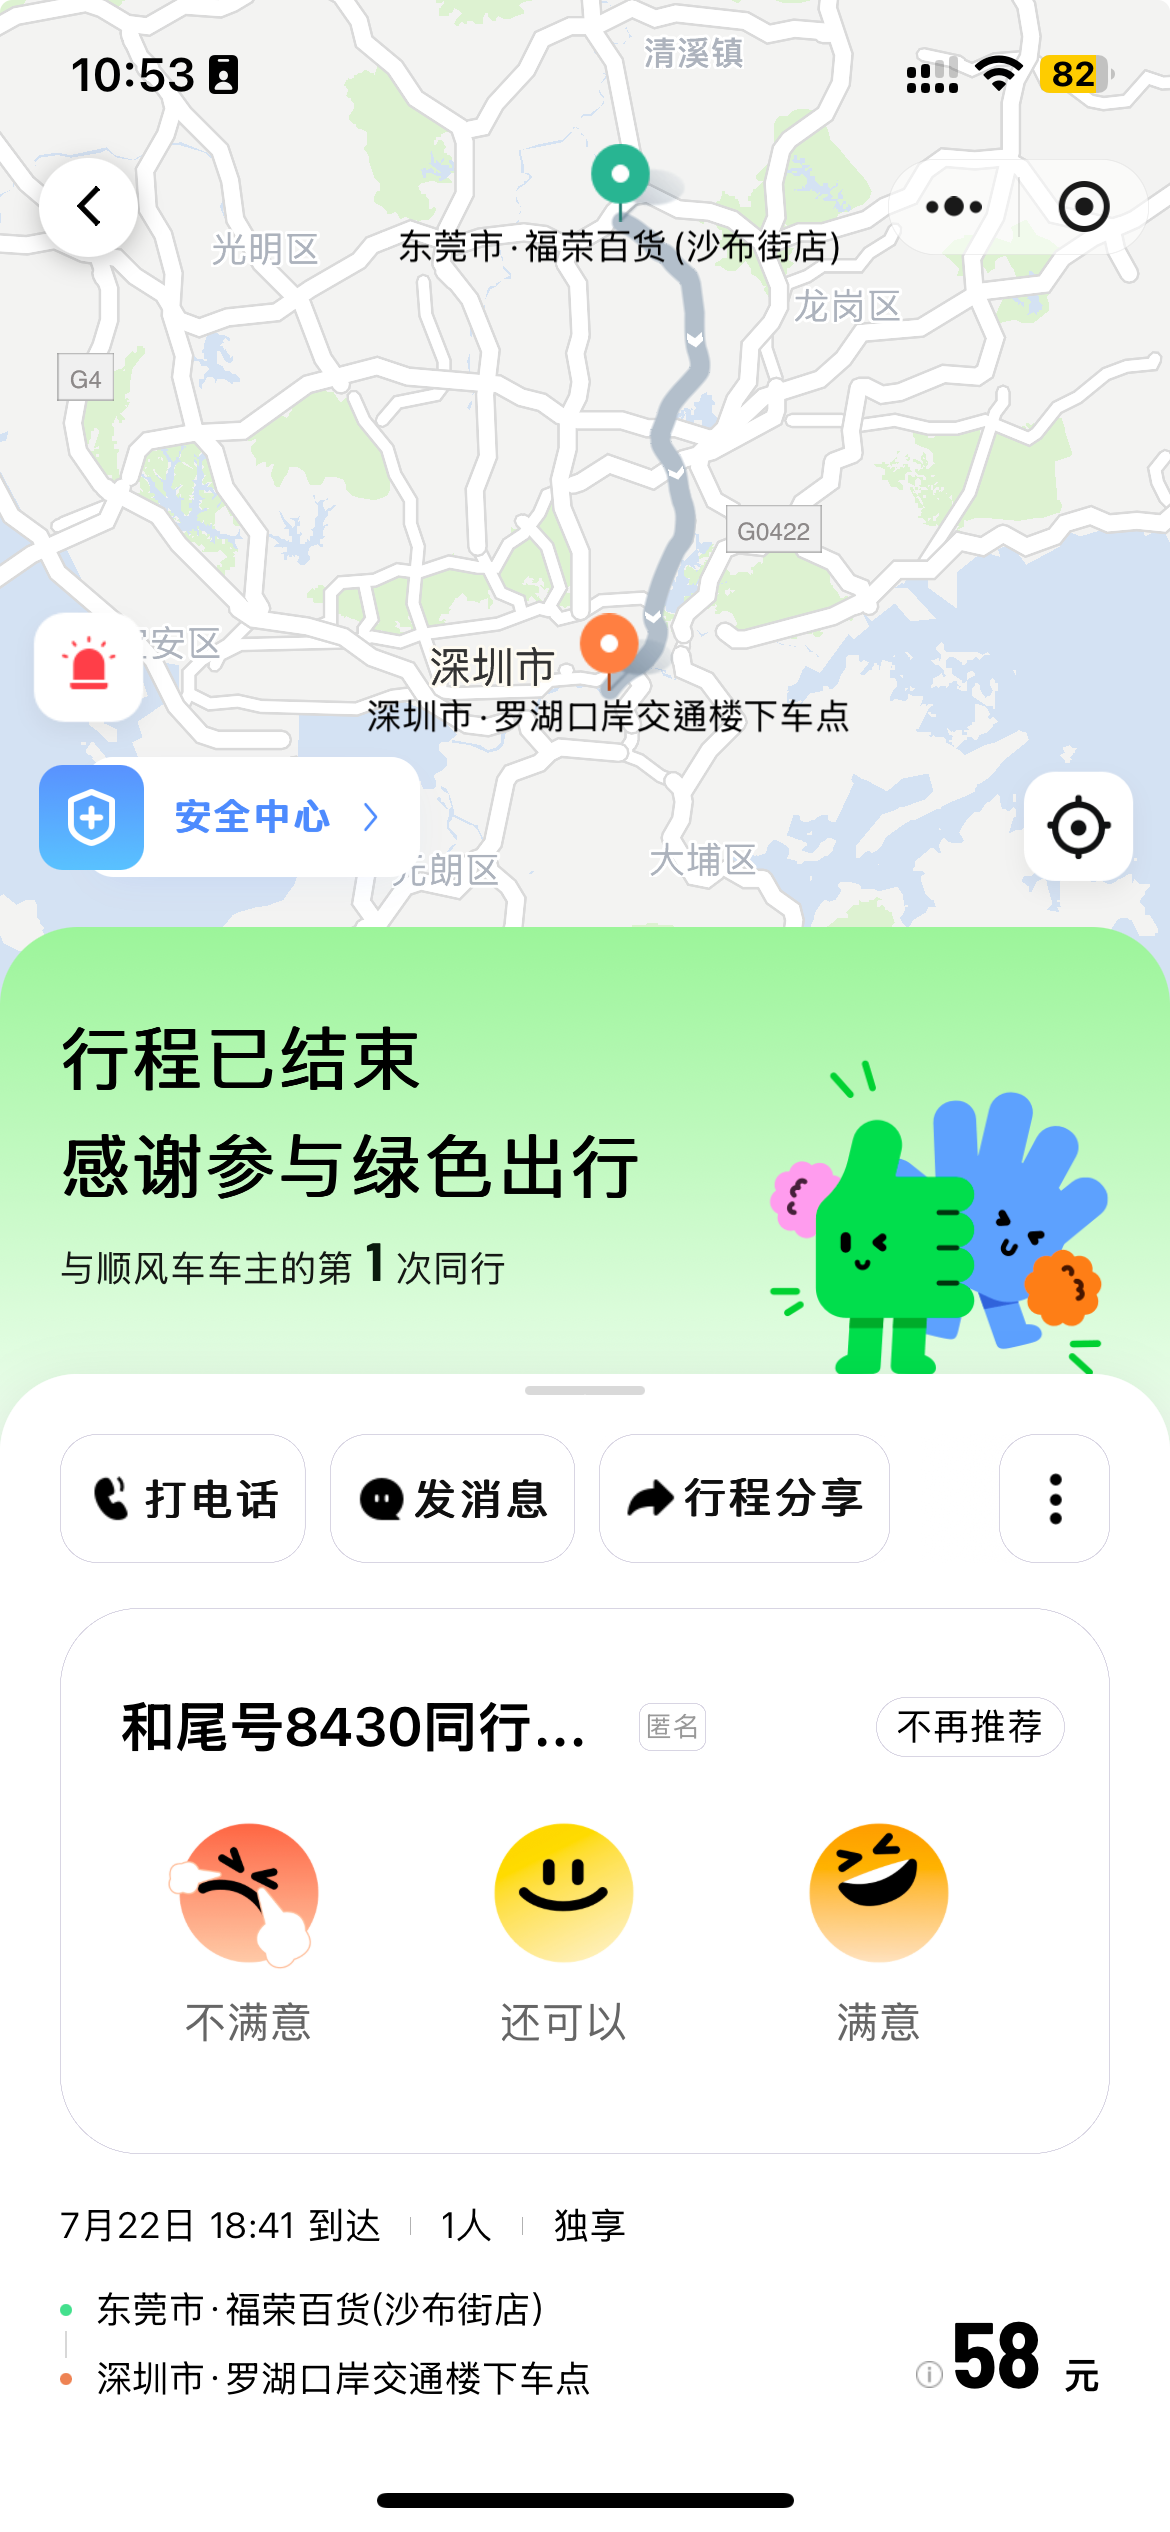 清溪镇
10:53
82
东莞市·福荣百货(沙布街店)
光明区
龙岗区
G4
G0422
安区
深圳市
深圳市·罗湖口岸交通楼下车点
安全中心
元朗区
大埔区
行程已结束
感谢参与绿色出行
与顺风车车主的第 1 次同行
打电话
发消息
行程分享
和尾号8430同行...
匿名
不再推荐
不满意
还可以
满意
7月22日 18:41 到达 | 1人 | 独享
东莞市·福荣百货(沙布街店)
深圳市·罗湖口岸交通楼下车点
58 元